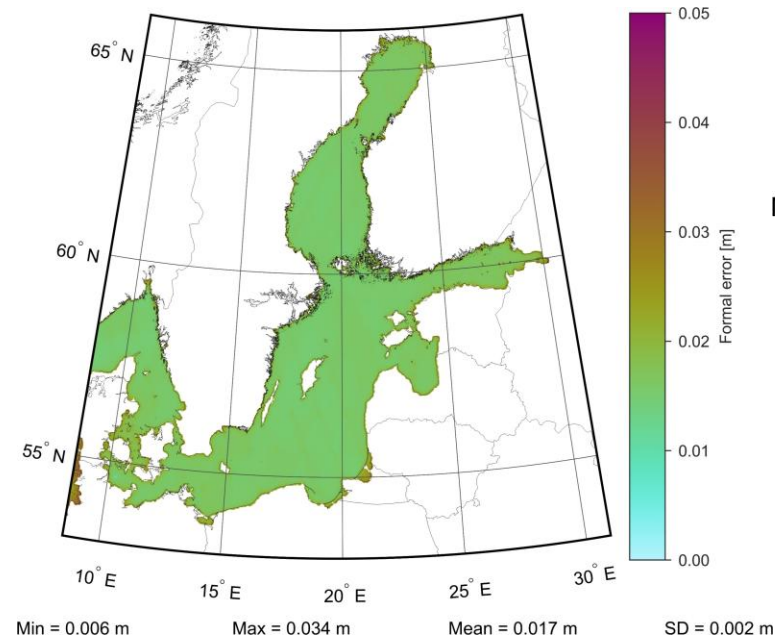 65° N
60° N
55° N
10° E
15° E
20° E
25° E
30° E
0.05
0.04
0.03
0.02
0.01
0.00
Formal error [m]
Min = 0.006 m Max = 0.034 m Mean = 0.017 m SD = 0.002 m